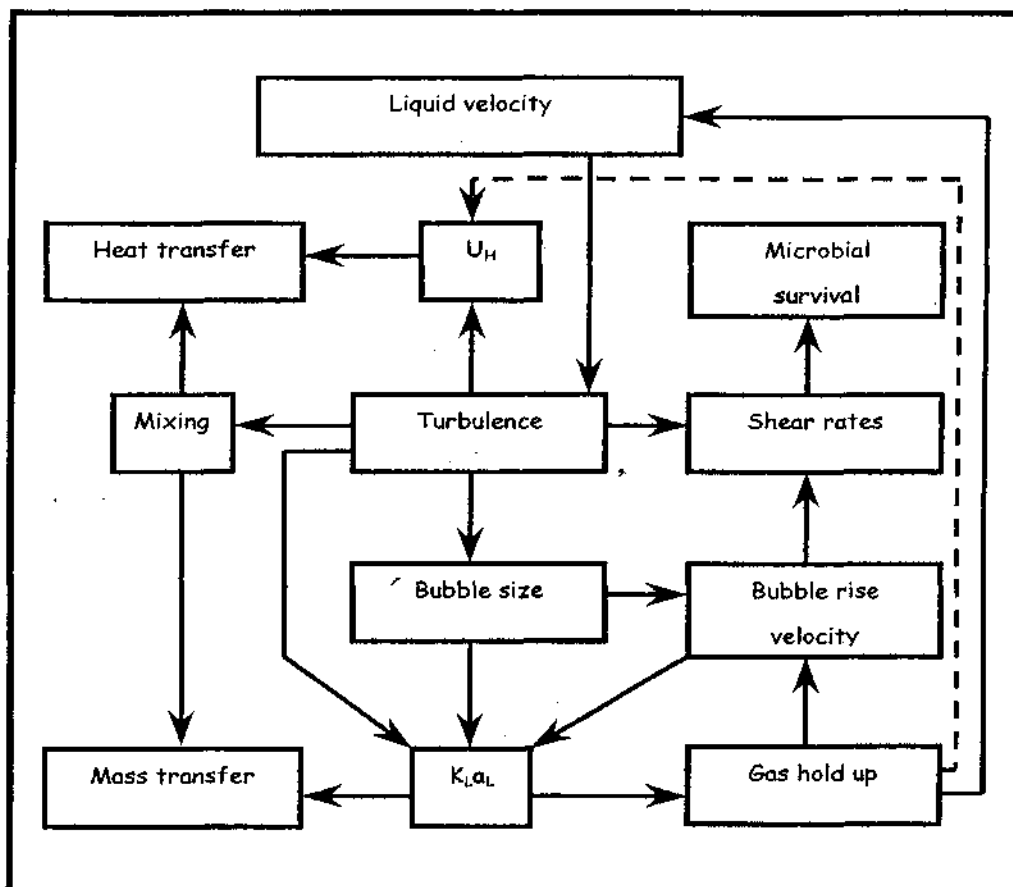 Liquid velocity
Heat transfer
U_H
Microbial
survival
Mixing
Turbulence
Shear rates
Bubble size
Bubble rise
velocity
Mass transfer
K_La_L
Gas hold up